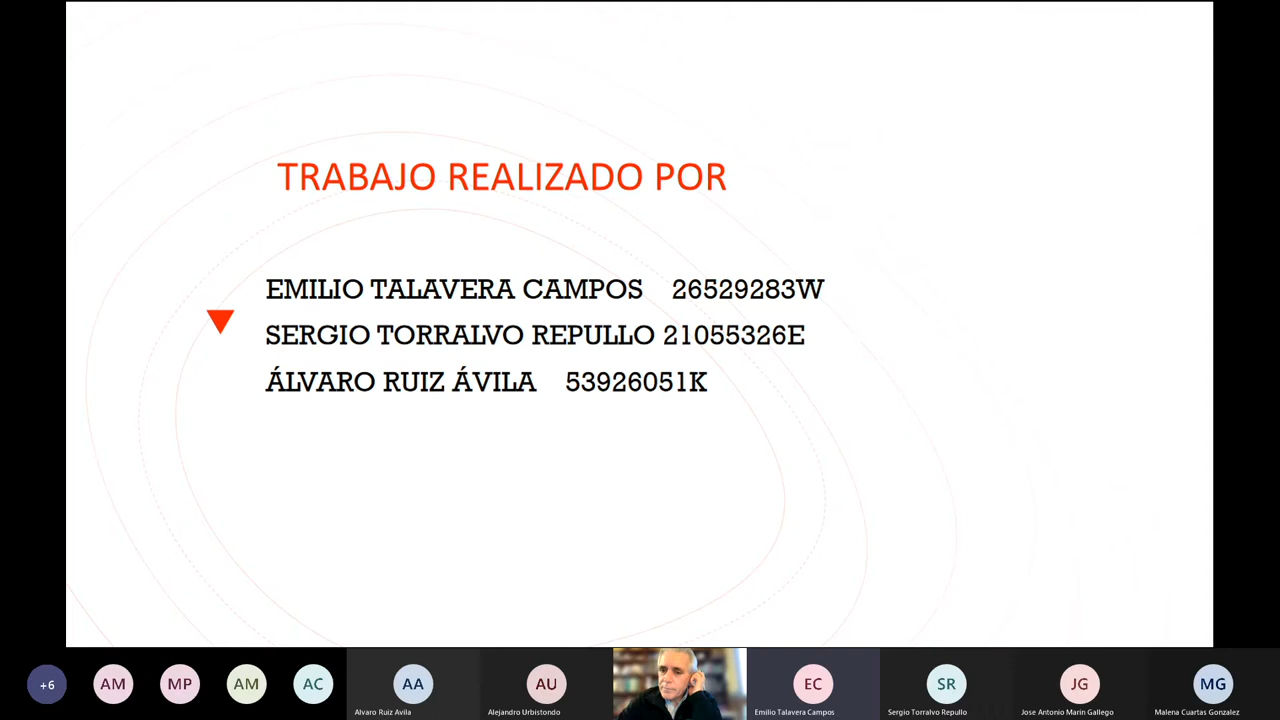 TRABAJO REALIZADO POR
EMILIO TALAVERA CAMPOS 26529283W
SERGIO TORRALVO REPULLO 21055326E
ÁLVARO RUIZ ÁVILA 53926051K
+6
AM
MP
AM
AC
AA
AU
EC
SR
JG
MG
Alvaro Ruiz Avila
Alejandro Urbistondo
Emilio Talavera Campos
Sergio Torralvo Repullo
Jose Antonio Marin Gallego
Malena Cuartas Gonzalez